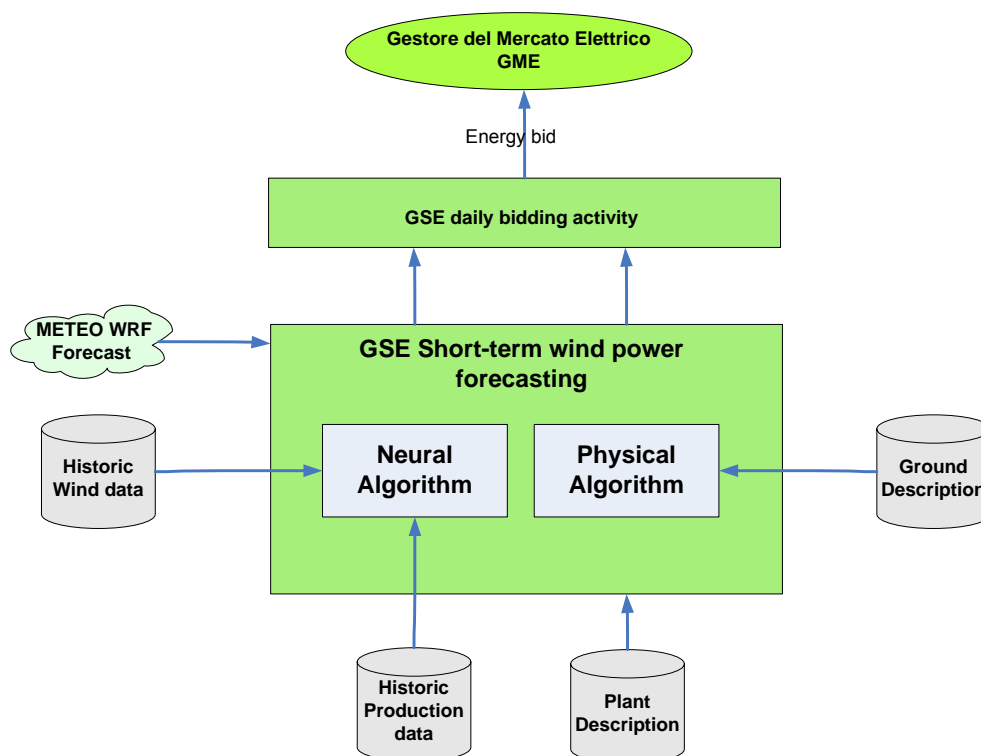 Gestore del Mercato Elettrico
GME
Energy bid
GSE daily bidding activity
METEO WRF
Forecast
GSE Short-term wind power
forecasting
Historic
Wind data
Neural
Algorithm
Physical
Algorithm
Ground
Description
Historic
Production
data
Plant
Description